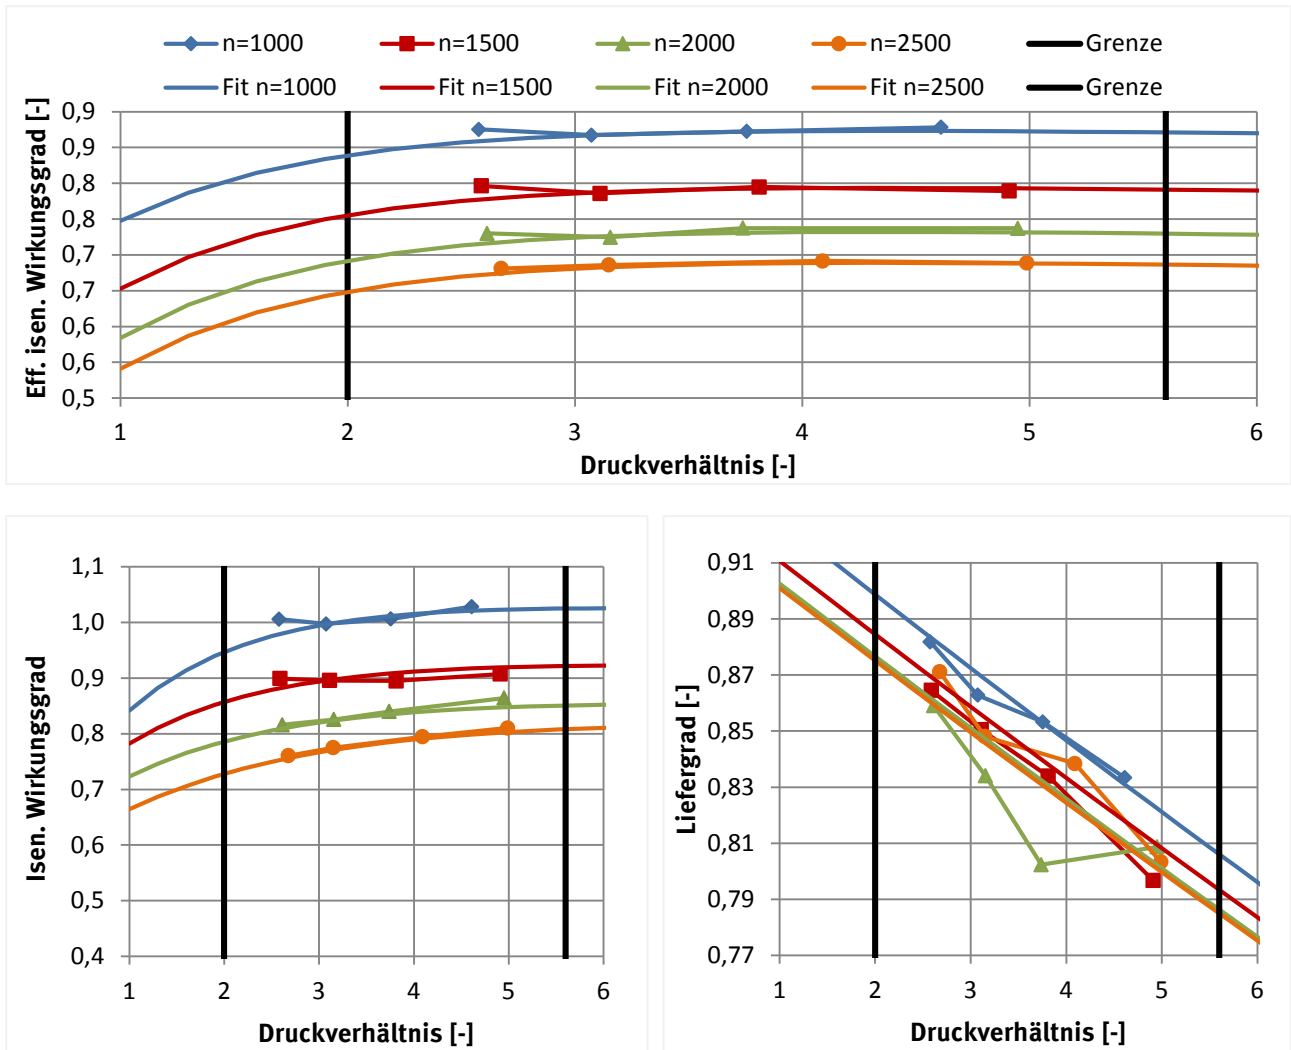 n=1000 n=1500 n=2000 n=2500 Grenze
Fit n=1000 Fit n=1500 Fit n=2000 Fit n=2500 Grenze
Eff. isen. Wirkungsgrad [-]
0,9
0,9
0,8
0,8
0,7
0,7
0,6
0,6
0,5
1 2 3 4 5 6
Druckverhältnis [-]
Isen. Wirkungsgrad
1,1
1,0
0,9
0,8
0,7
0,6
0,5
0,4
1 2 3 4 5 6
Druckverhältnis [-]
Liefergrad [-]
0,91
0,89
0,87
0,85
0,83
0,81
0,79
0,77
1 2 3 4 5 6
Druckverhältnis [-]